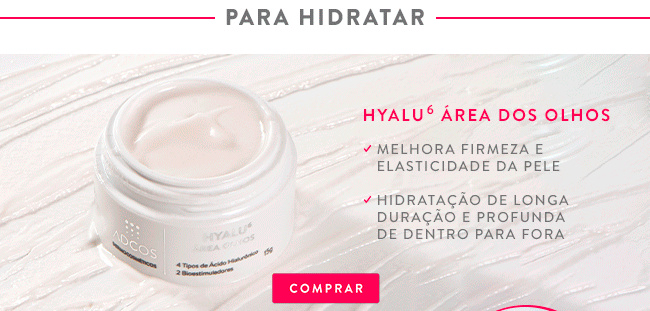 PARA HIDRATAR
HYALU⁶ ÁREA DOS OLHOS
MELHORA FIRMEZA E
ELASTICIDADE DA PELE
HIDRATAÇÃO DE LONGA
DURAÇÃO E PROFUNDA
DE DENTRO PARA FORA
HYALU⁶
ÁREA OLHOS
ADCOS
4 Tipos de Ácido Hialurônico
2 Bioestimuladores
15g
COMPRAR